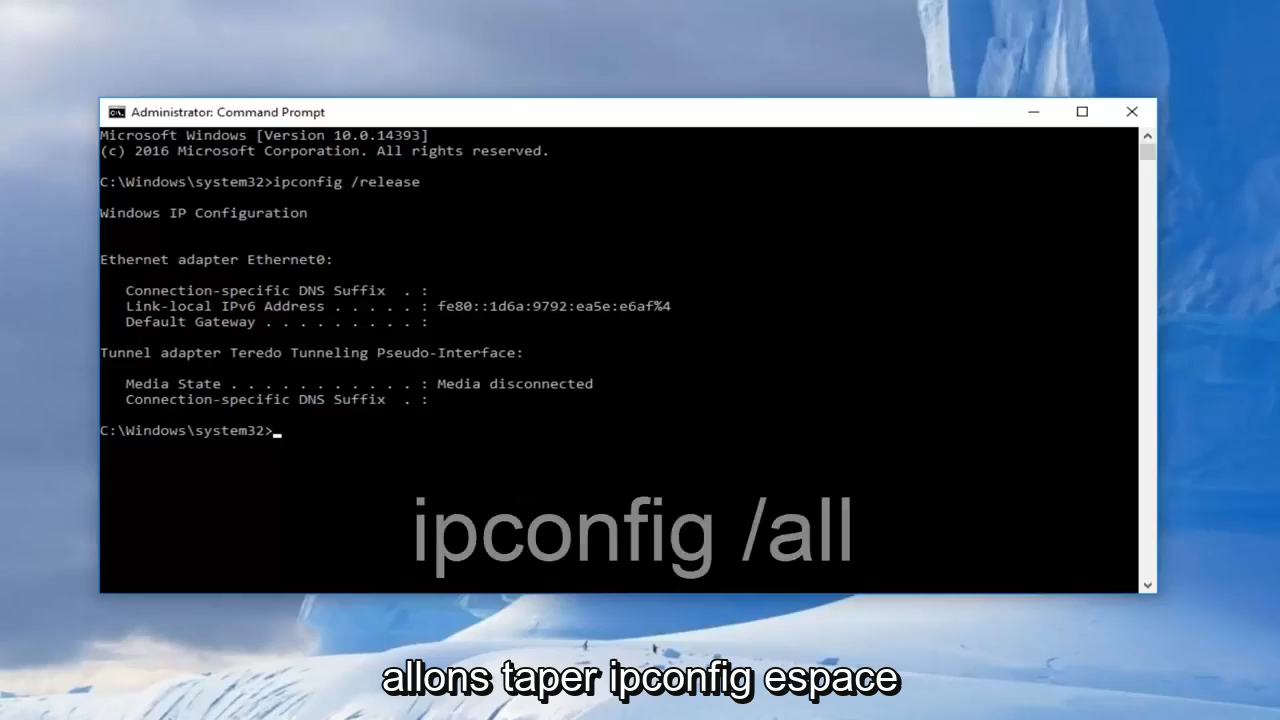 Administrator: Command Prompt
Microsoft Windows [Version 10.0.14393]
(c) 2016 Microsoft Corporation. All rights reserved.
C:\Windows\system32>ipconfig /release
Windows IP Configuration
Ethernet adapter Ethernet0:
Connection-specific DNS Suffix . :
Link-local IPv6 Address . . . . . : fe80::1d6a:9792:ea5e:e6af%4
Default Gateway . . . . . . . . . :
Tunnel adapter Teredo Tunneling Pseudo-Interface:
Media State . . . . . . . . . . . : Media disconnected
Connection-specific DNS Suffix . :
C:\Windows\system32>
ipconfig /all
allons taper ipconfig espace